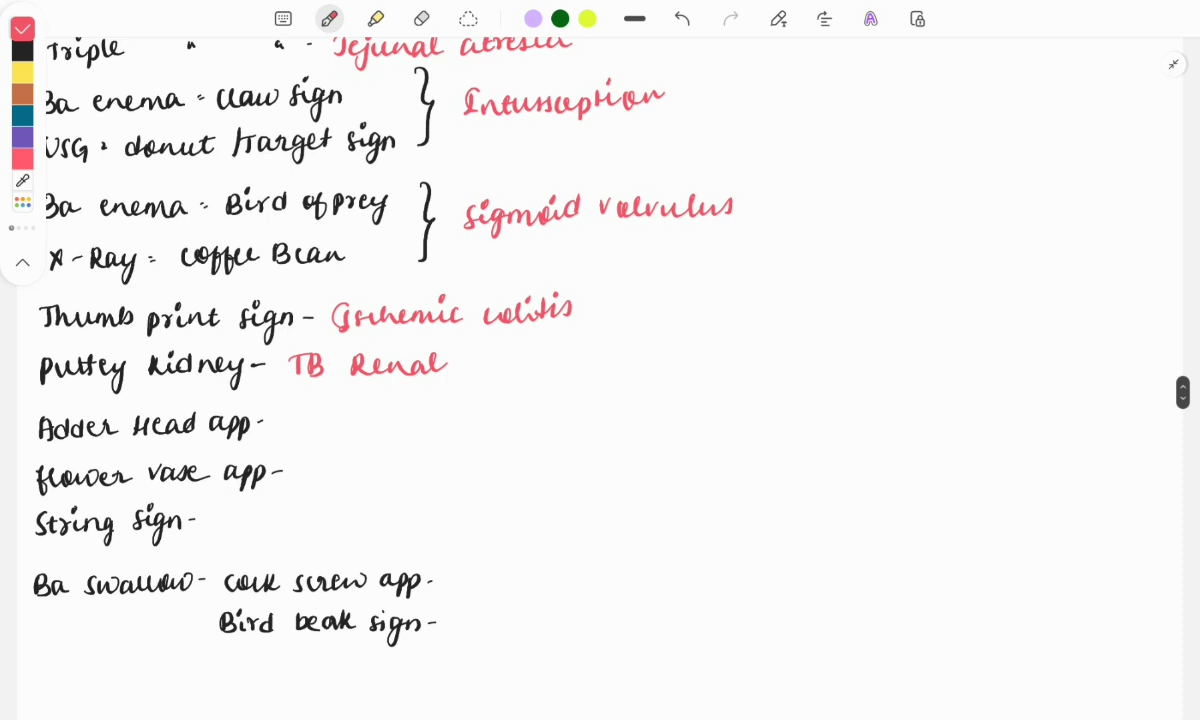 Triple " " - Jejunal atresia
Ba enema = Claw sign } Intussception
USG = donut / target sign
Ba enema = Bird of prey } sigmoid volvulus
X-Ray = coffee Bean
Thumb print sign - Ischemic colitis
Puttey kidney - TB Renal
Adder Head app-
flower vase app-
String sign-
Ba swallow - cork screw app-
Bird beak sign-